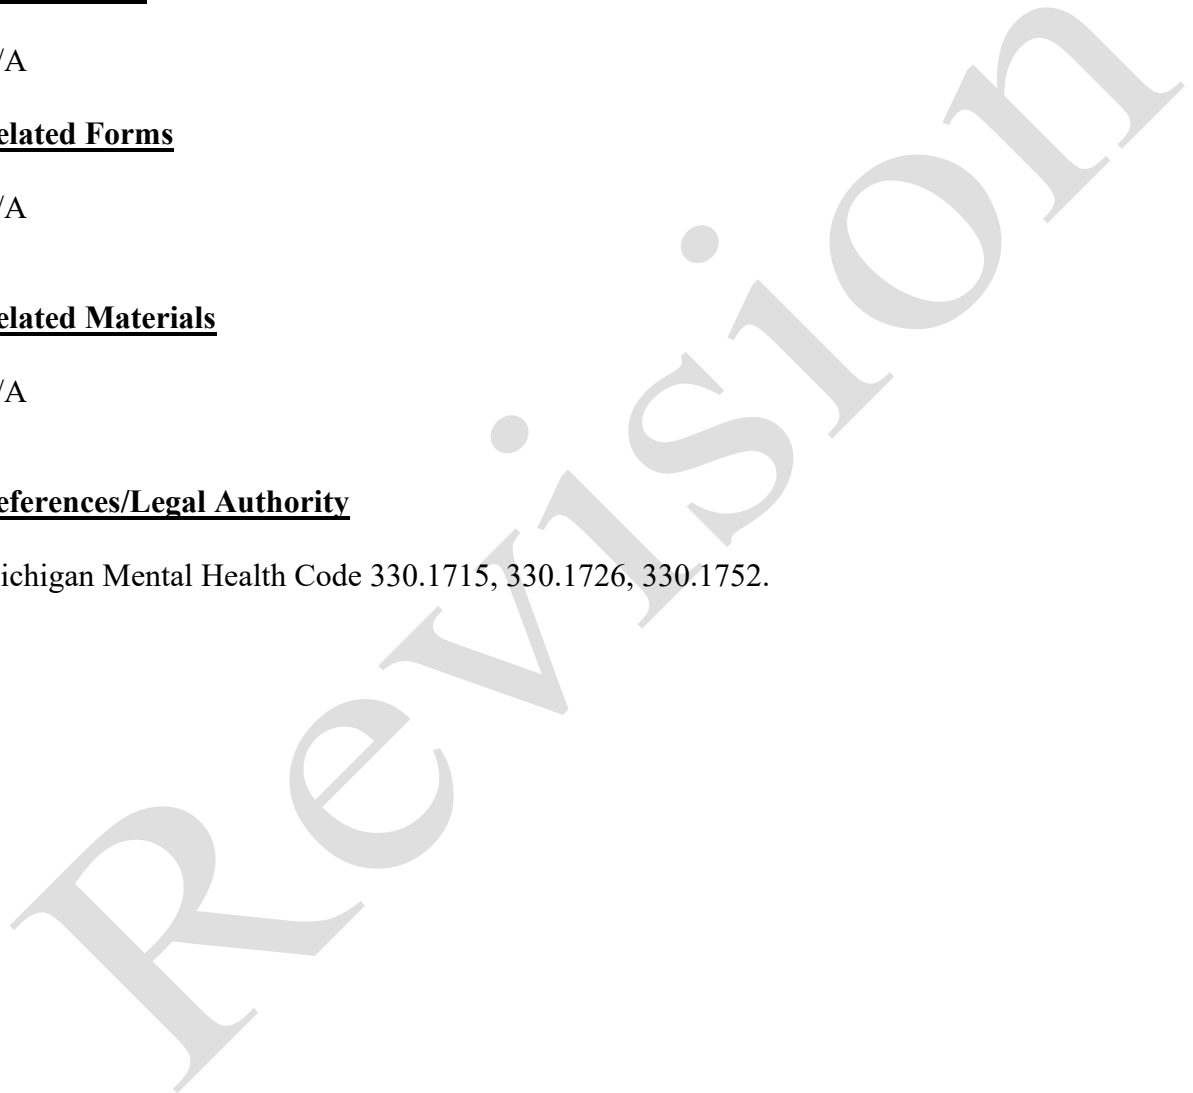 /A
elated Forms
/A
elated Materials
/A
eferences/Legal Authority
ichigan Mental Health Code 330.1715, 330.1726, 330.1752.
Revision